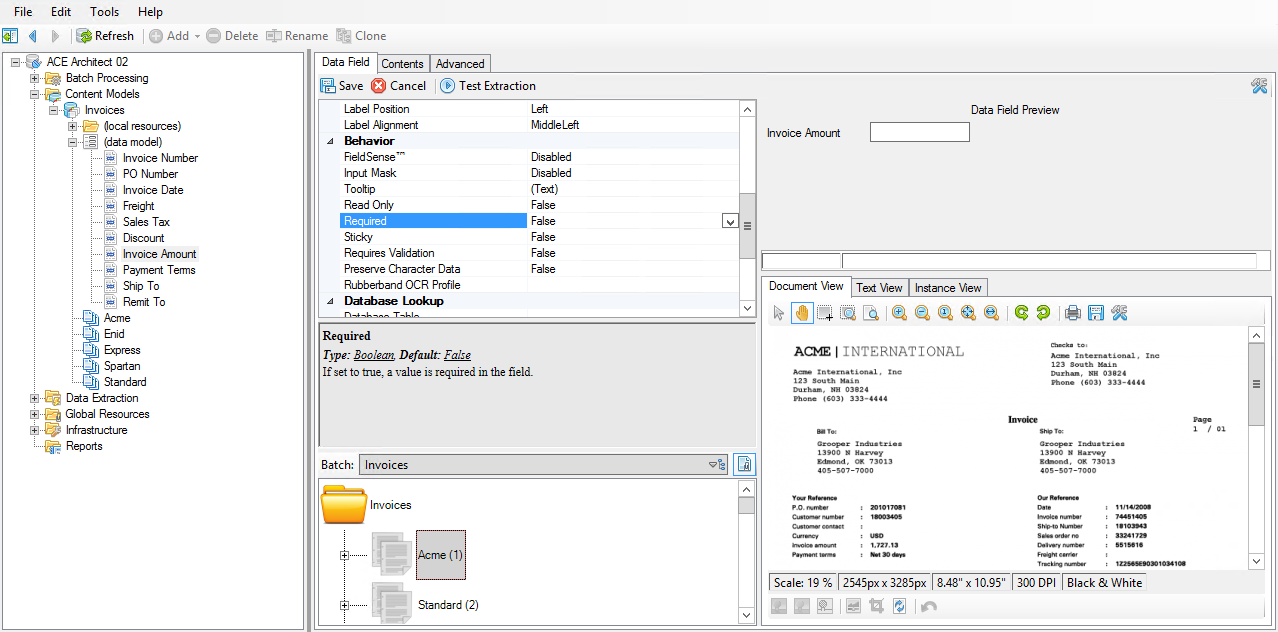 File Edit Tools Help
Refresh Add Delete Rename Clone
ACE Architect 02
Batch Processing
Content Models
Invoices
(local resources)
(data model)
Invoice Number
PO Number
Invoice Date
Freight
Sales Tax
Discount
Invoice Amount
Payment Terms
Ship To
Remit To
Acme
Enid
Express
Spartan
Standard
Data Extraction
Global Resources
Infrastructure
Reports
Data Field Contents Advanced
Save Cancel Test Extraction
Label Position Left
Label Alignment MiddleLeft
Behavior
FieldSense™ Disabled
Input Mask Disabled
Tooltip (Text)
Read Only False
Required False
Sticky False
Requires Validation False
Preserve Character Data False
Rubberband OCR Profile
Database Lookup
Database Table
Required
Type: Boolean, Default: False
If set to true, a value is required in the field.
Batch: Invoices
Invoices
Acme (1)
Standard (2)
Data Field Preview
Invoice Amount
Document View Text View Instance View
ACME | INTERNATIONAL
Acme International, Inc
123 South Main
Durham, NH 03824
Phone (603) 333-4444
Checks to:
Acme International, Inc
123 South Main
Durham, NH 03824
Phone (603) 333-4444
Invoice
Page
1 / 01
Bill To:
Grooper Industries
13900 N Harvey
Edmond, OK 73013
405-507-7000
Ship To:
Grooper Industries
13900 N Harvey
Edmond, OK 73013
405-507-7000
Your Reference
P.O. number : 201017081
Customer number : 18003405
Customer contact :
Currency : USD
Invoice amount : 1,727.13
Payment terms : Net 30 days
Our Reference
Date : 11/14/2008
Invoice number : 74451405
Ship-to Number : 18103943
Sales order no : 33241729
Delivery number : 5515616
Freight carrier :
Tracking number : 1Z2565E90301034108
Scale: 19 % 2545px x 3285px 8.48" x 10.95" 300 DPI Black & White